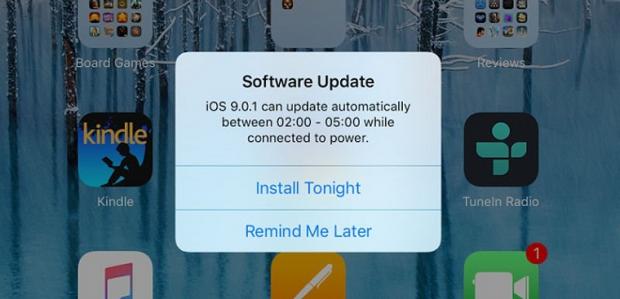 Board Games
Reviews
Software Update
iOS 9.0.1 can update automatically
between 02:00 - 05:00 while
connected to power.
kindle
Install Tonight
Kindle
TuneIn Radio
Remind Me Later
1